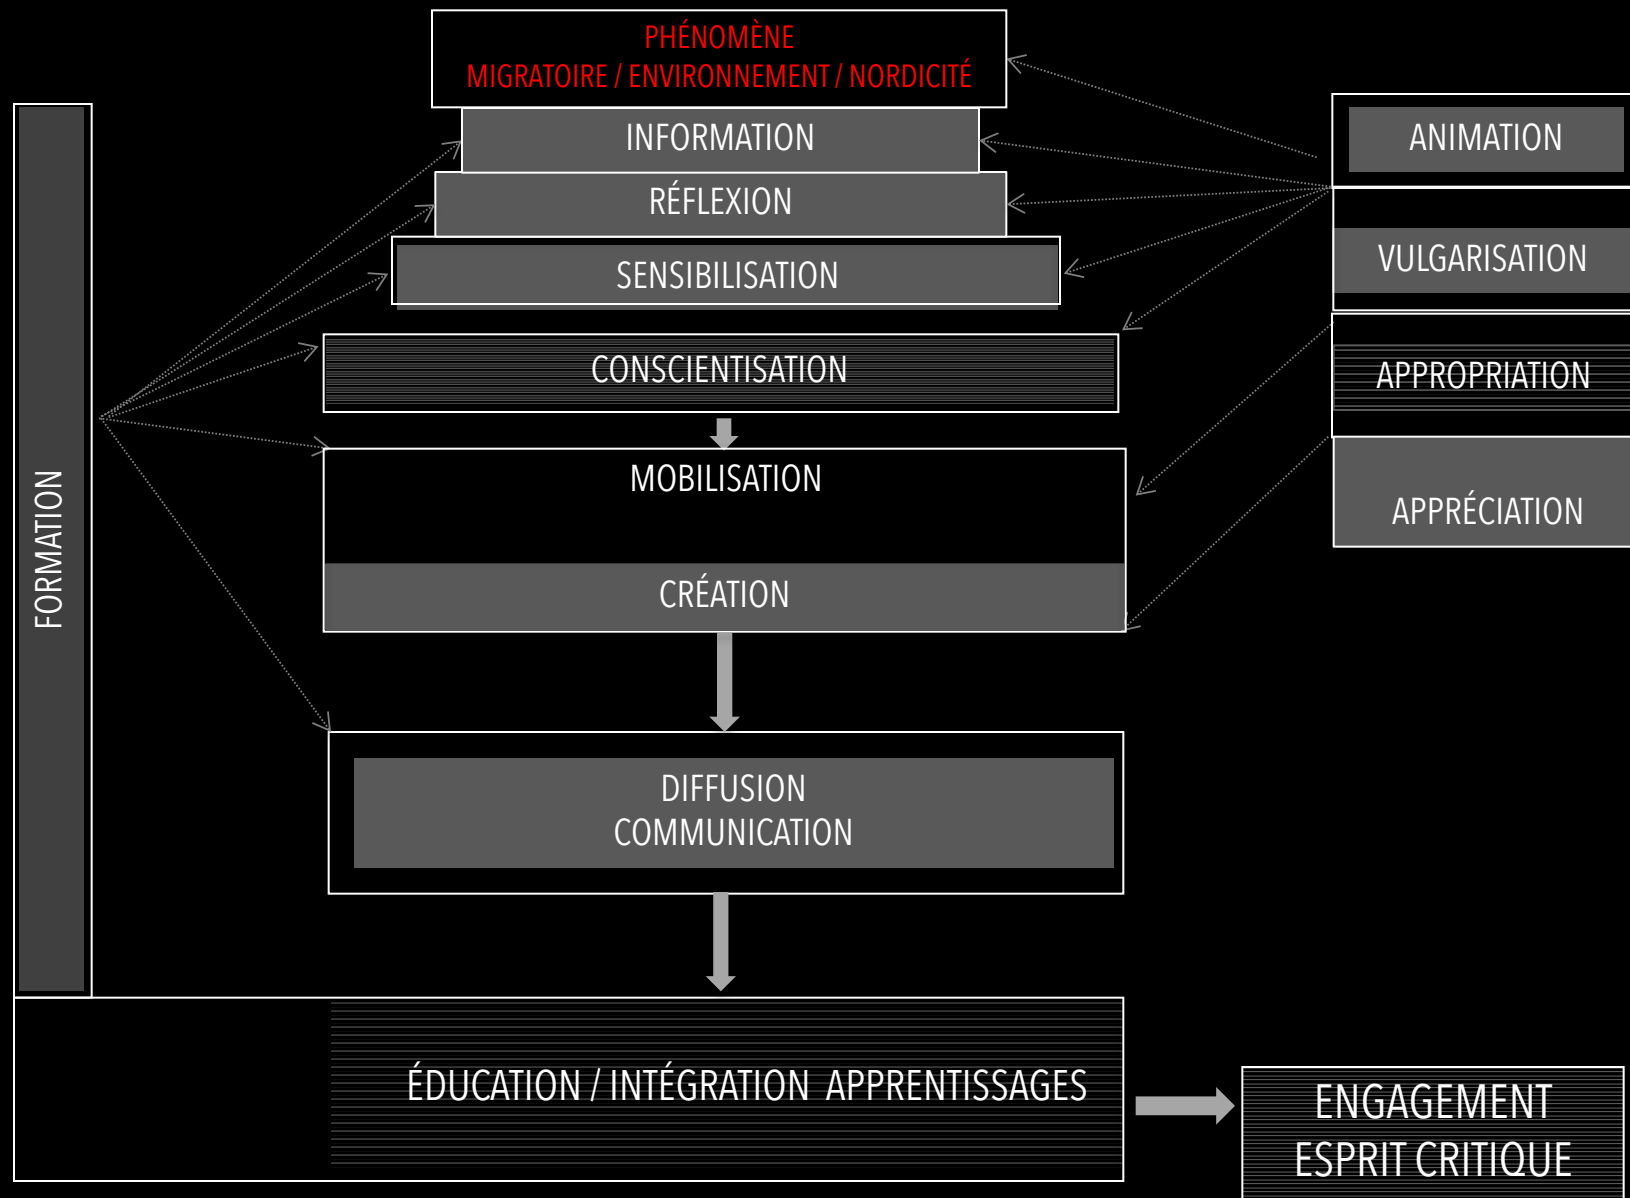 PHÉNOMÈNE
MIGRATOIRE / ENVIRONNEMENT / NORDICITÉ
INFORMATION
RÉFLEXION
SENSIBILISATION
CONSCIENTISATION
MOBILISATION
CRÉATION
DIFFUSION
COMMUNICATION
FORMATION
ANIMATION
VULGARISATION
APPROPRIATION
APPRÉCIATION
ÉDUCATION / INTÉGRATION APPRENTISSAGES
ENGAGEMENT
ESPRIT CRITIQUE